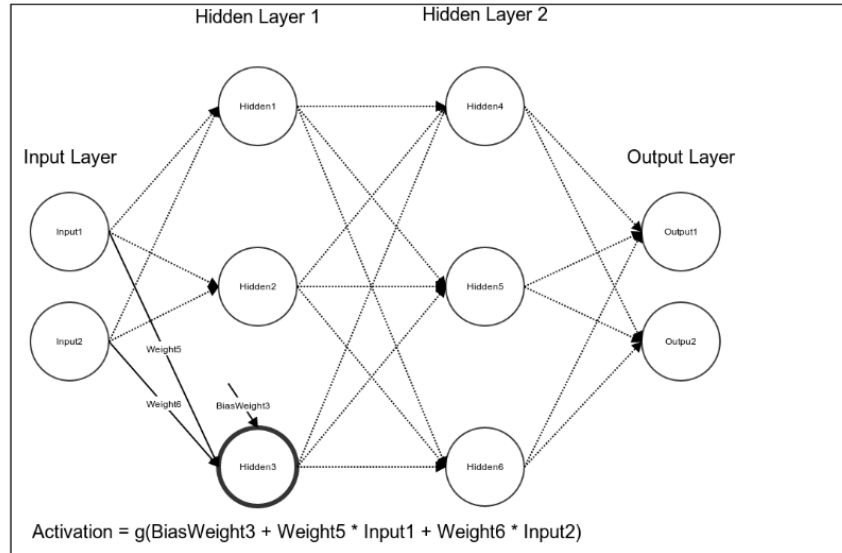 Hidden Layer 1
Hidden Layer 2
Hidden1
Hidden4
Input Layer
Output Layer
Input1
Output1
Hidden2
Hidden5
Input2
Outpu2
Weight5
Weight6
BiasWeight3
Hidden3
Hidden6
Activation = g(BiasWeight3 + Weight5 * Input1 + Weight6 * Input2)